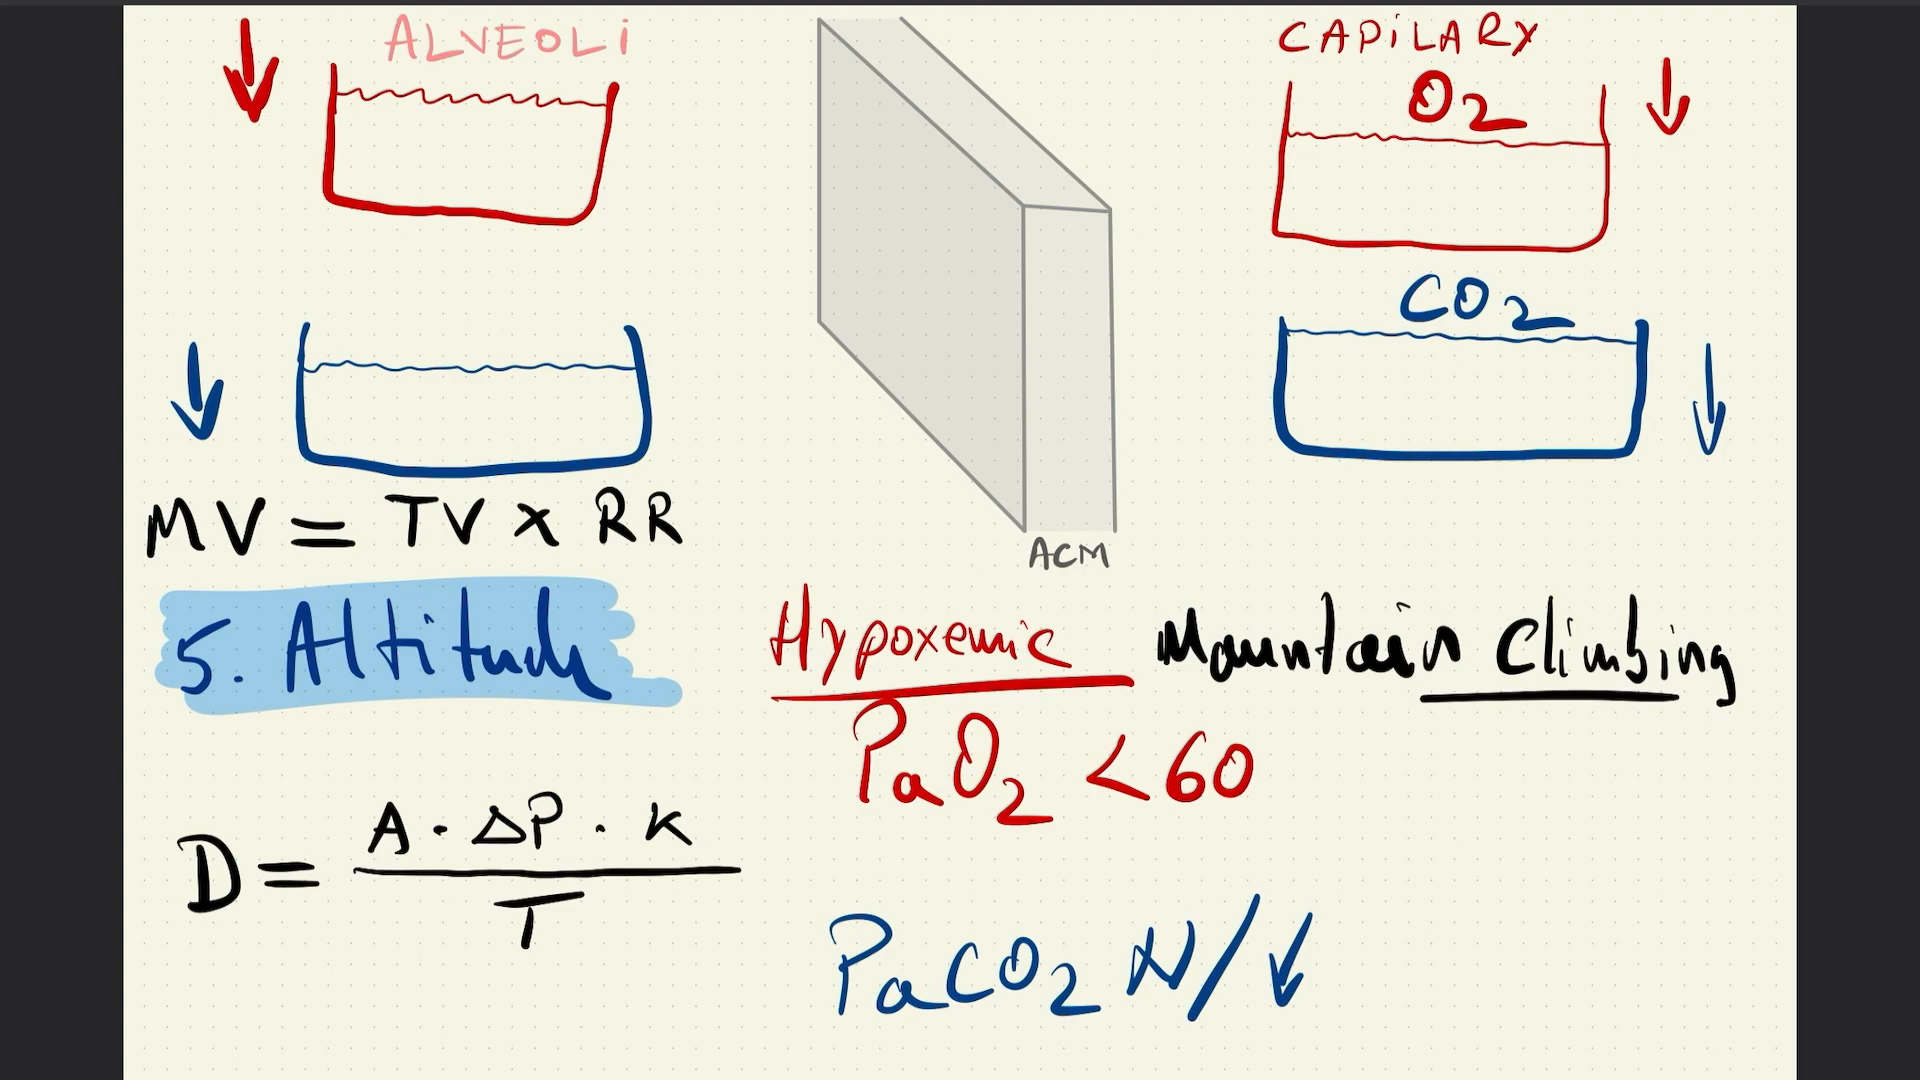 ALVEOLi
CAPiLARY
O2
CO2
MV = TV x RR
ACM
5. Altitude
Hypoxemic
Mountain Climbing
PaO2 < 60
D = A · ΔP · K
T
PaCO2 N/↓